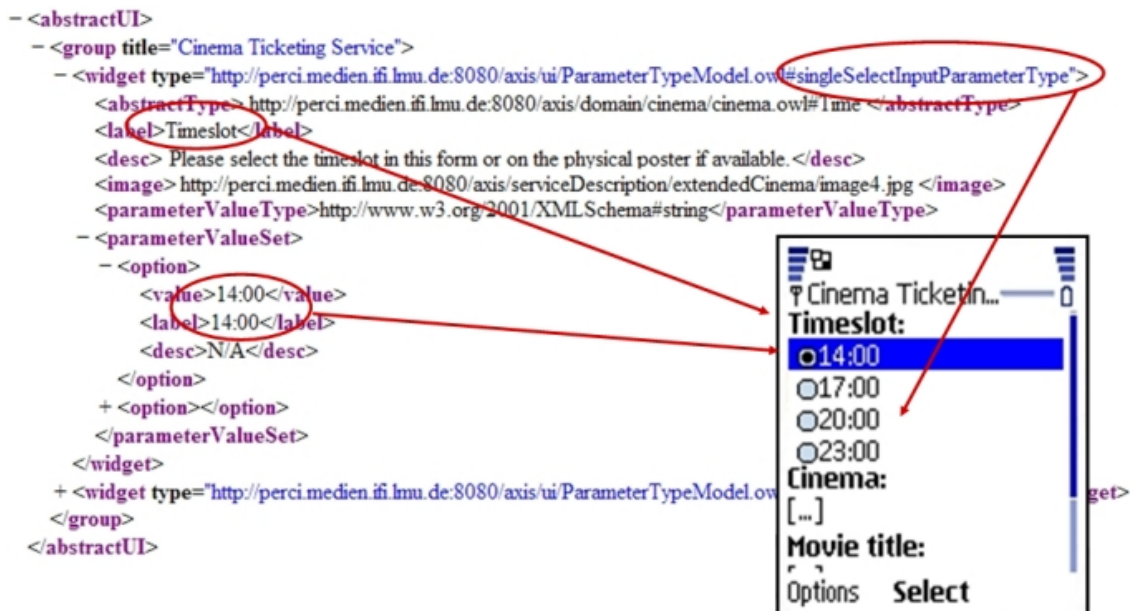 − <abstractUI>
− <group title="Cinema Ticketing Service">
− <widget type="http://perci.medien.ifi.lmu.de:8080/axis/ui/ParameterTypeModel.owl#singleSelectInputParameterType">
<abstractType> http://perci.medien.ifi.lmu.de:8080/axis/domain/cinema/cinema.owl#Time </abstractType>
<label>Timeslot</label>
<desc> Please select the timeslot in this form or on the physical poster if available.</desc>
<image> http://perci.medien.ifi.lmu.de:8080/axis/serviceDescription/extendedCinema/image4.jpg </image>
<parameterValueType>http://www.w3.org/2001/XMLSchema#string</parameterValueType>
− <parameterValueSet>
− <option>
<value>14:00</value>
<label>14:00</label>
<desc>N/A</desc>
</option>
+ <option></option>
</parameterValueSet>
</widget>
+ <widget type="http://perci.medien.ifi.lmu.de:8080/axis/ui/ParameterTypeModel.owl get>
</group>
</abstractUI>
Cinema Ticketin...
Timeslot:
14:00
17:00
20:00
23:00
Cinema:
[...]
Movie title:
Options Select